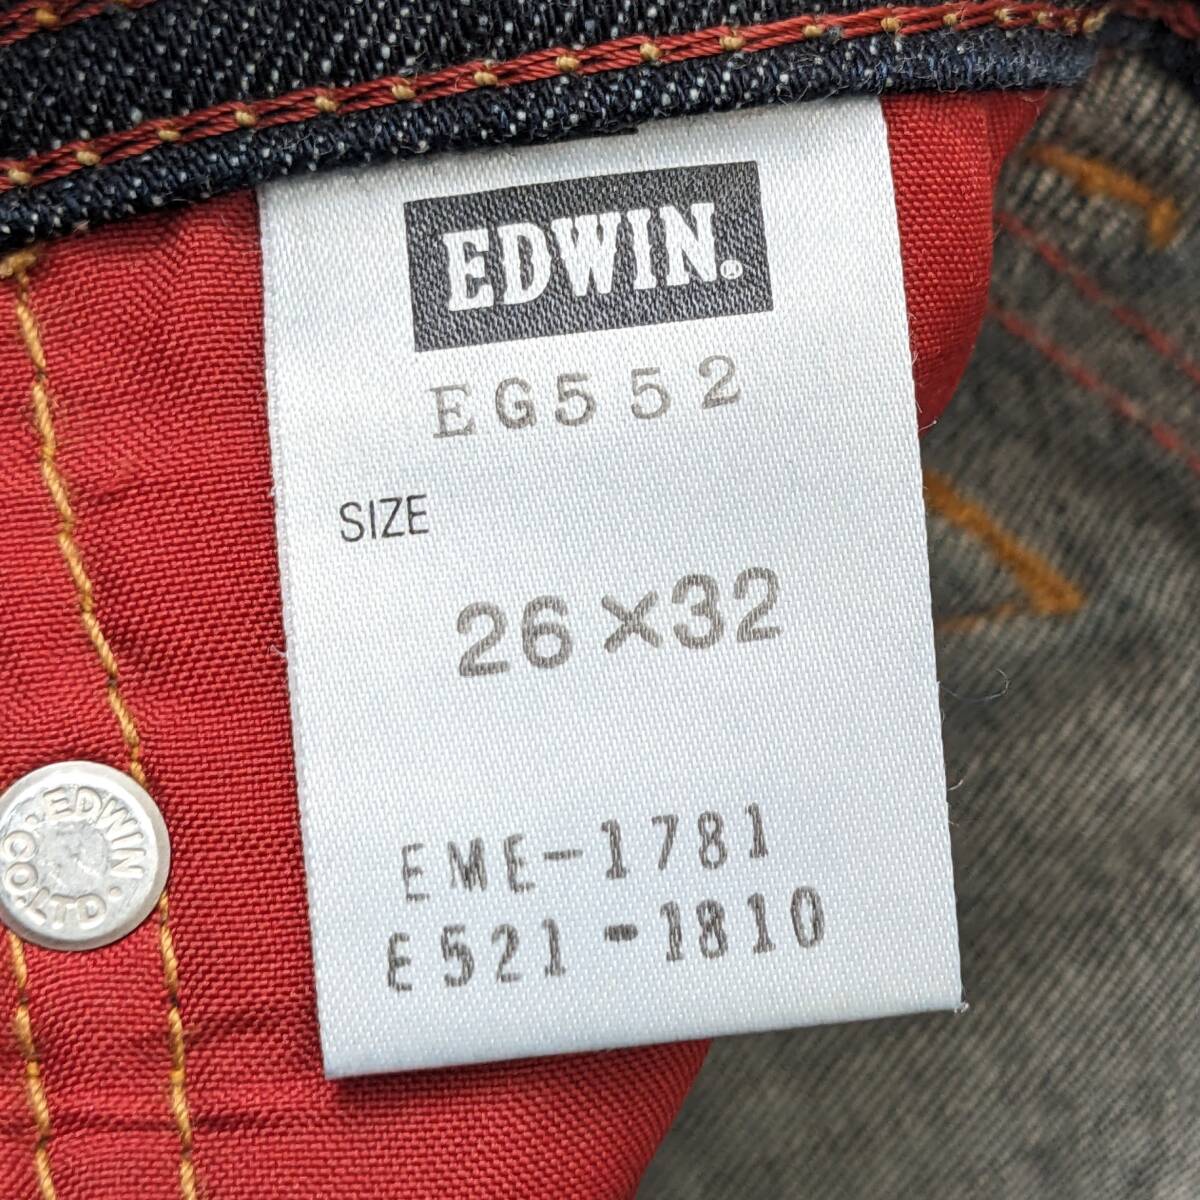 EDWIN.®
EG552
SIZE
26×32
EME-1781
E521-1810
EDWIN·CO.,LTD·